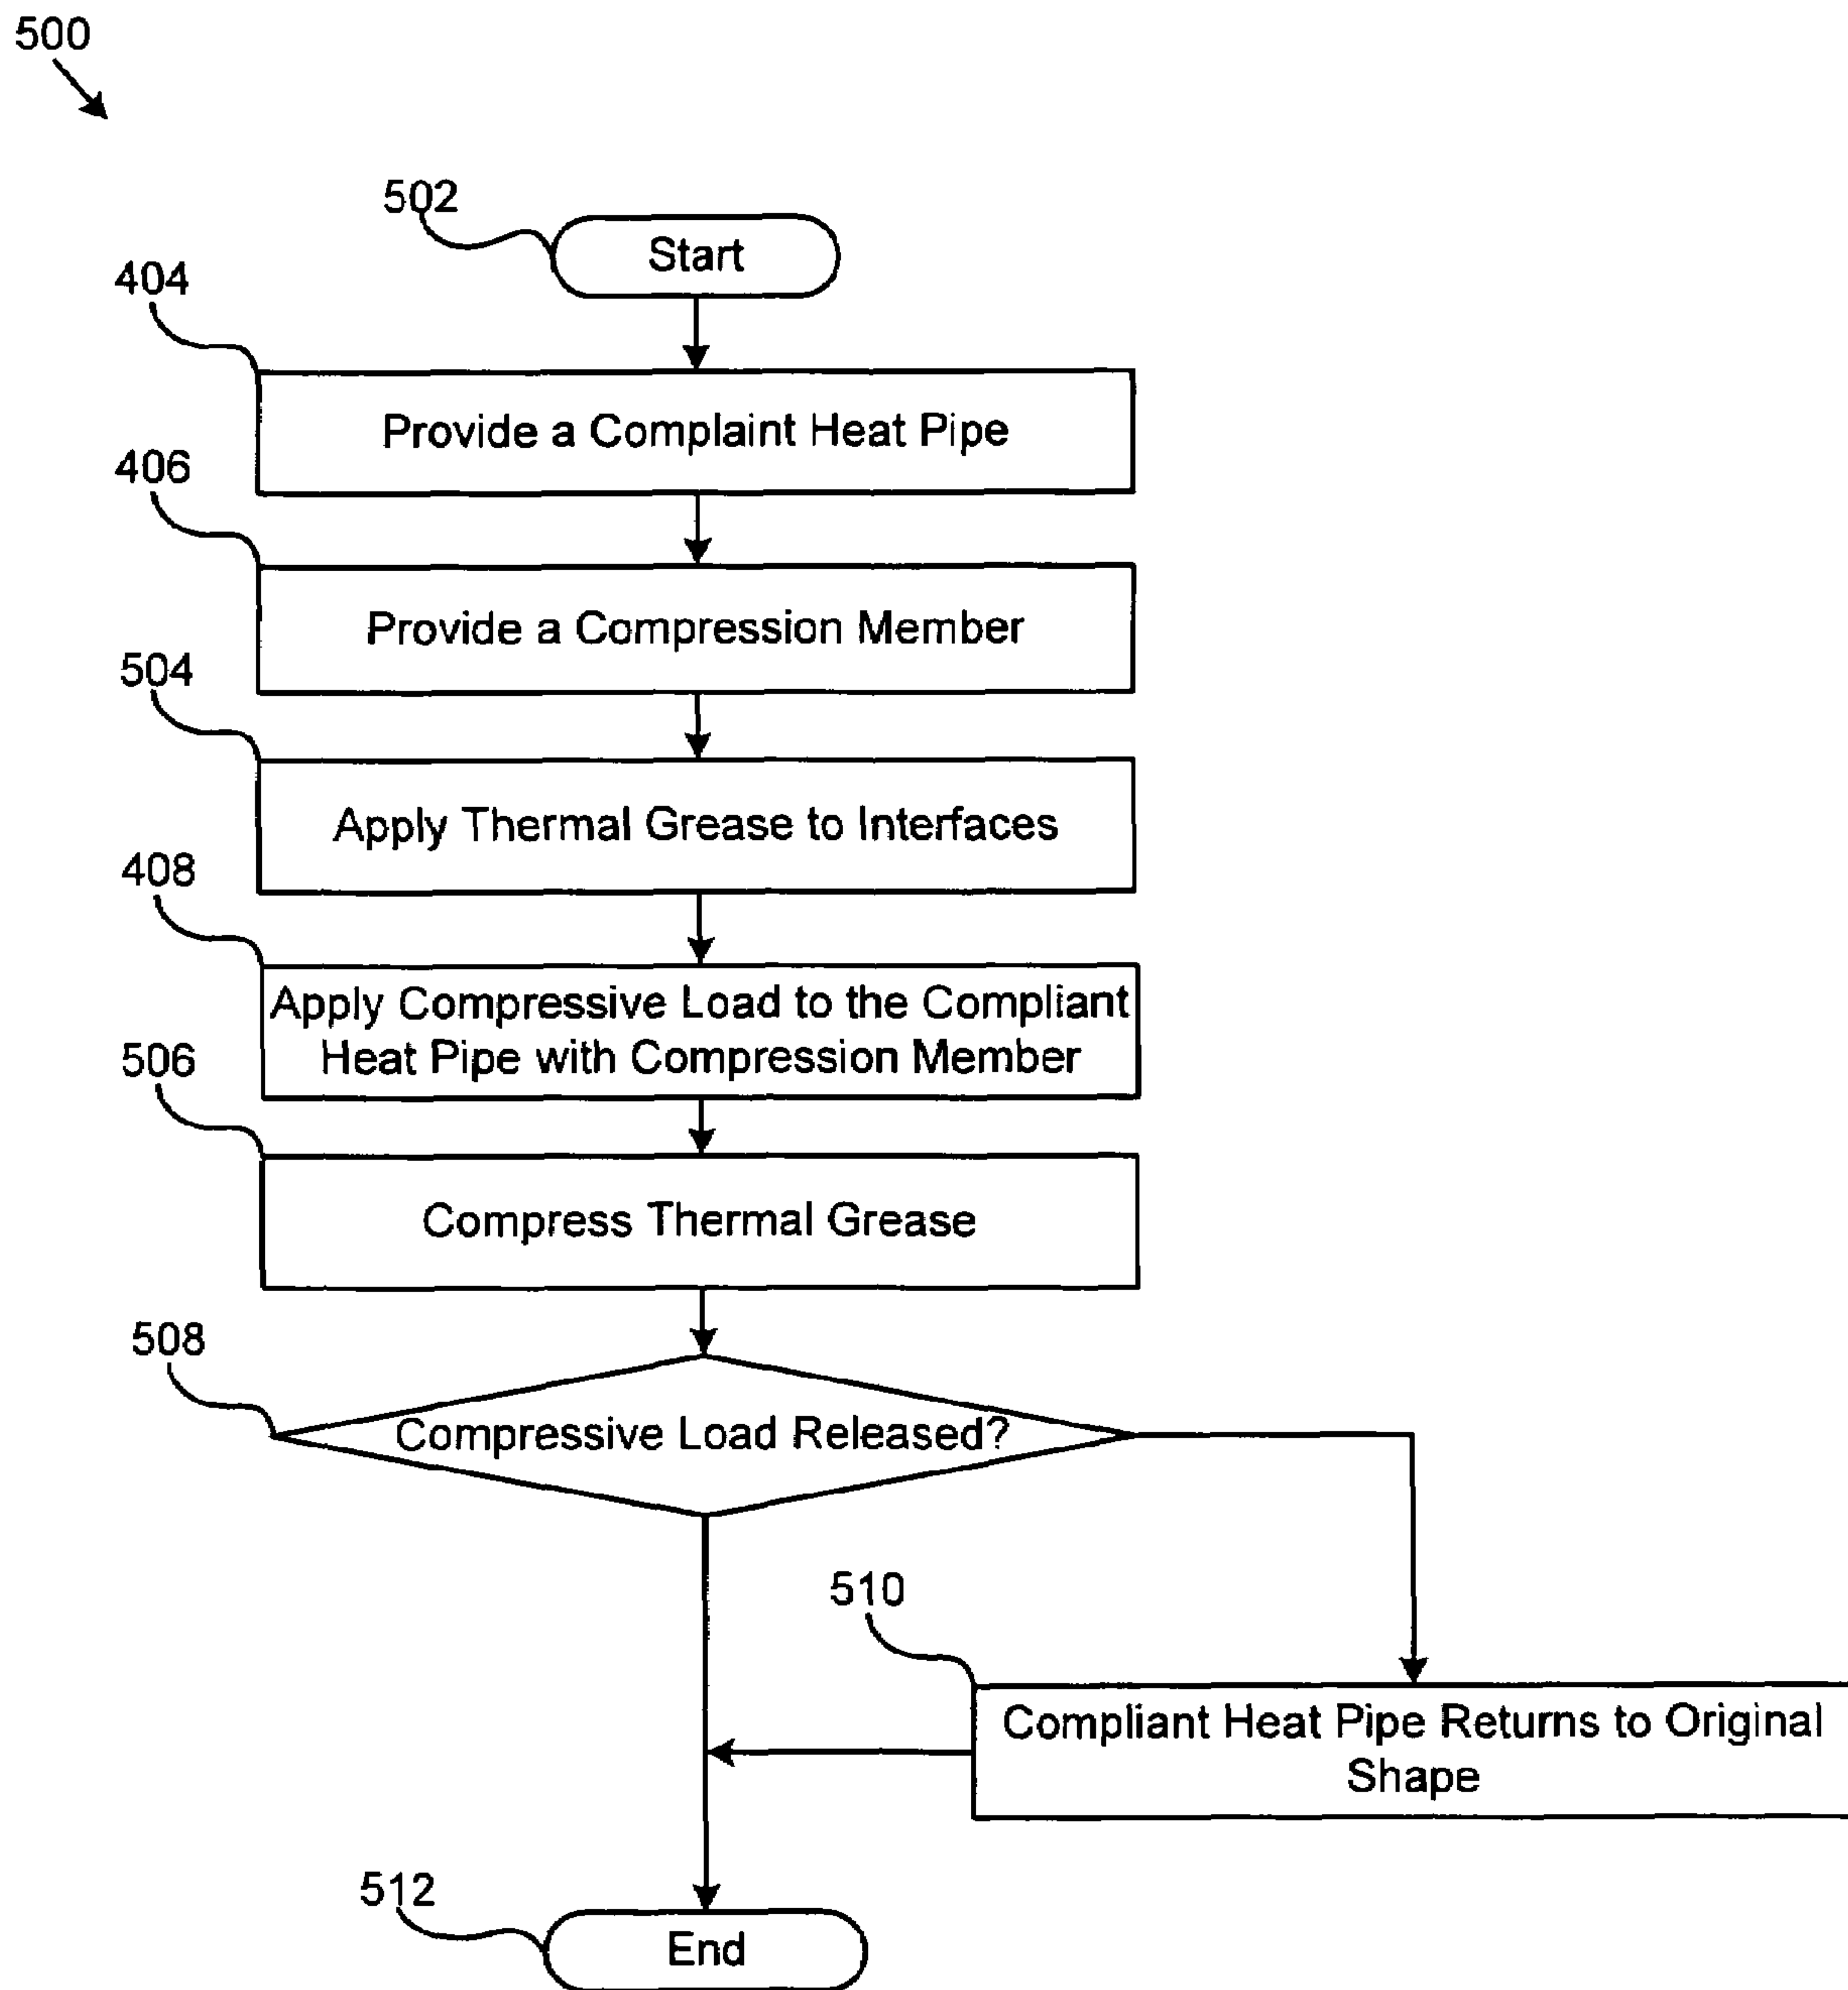 500
502
Start
404
Provide a Complaint Heat Pipe
406
Provide a Compression Member
504
Apply Thermal Grease to Interfaces
408
Apply Compressive Load to the Compliant
Heat Pipe with Compression Member
506
Compress Thermal Grease
508
Compressive Load Released?
510
Compliant Heat Pipe Returns to Original
Shape
512
End